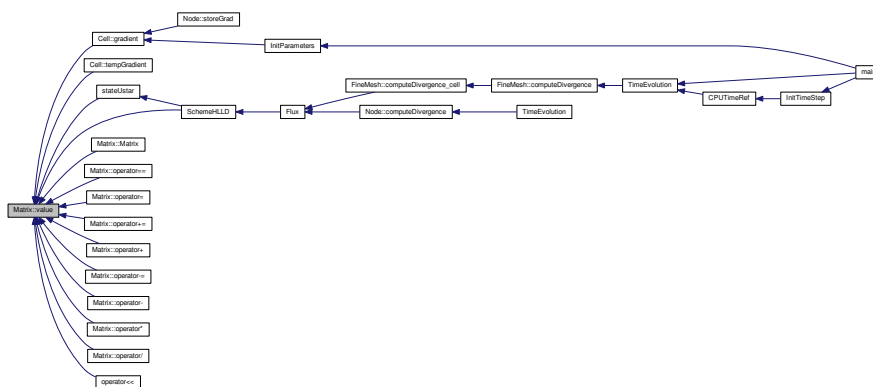 Node::storeGrad
Cell::gradient
InitParameters
Cell::tempGradient
main
FineMesh::computeDivergence_cell
FineMesh::computeDivergence
TimeEvolution
stateUstar
CPUTimeRef
InitTimeStep
SchemeHLLD
Flux
Node::computeDivergence
TimeEvolution
Matrix::Matrix
Matrix::operator==
Matrix::operator=
Matrix::value
Matrix::operator+=
Matrix::operator+
Matrix::operator-=
Matrix::operator-
Matrix::operator*
Matrix::operator/
operator<<